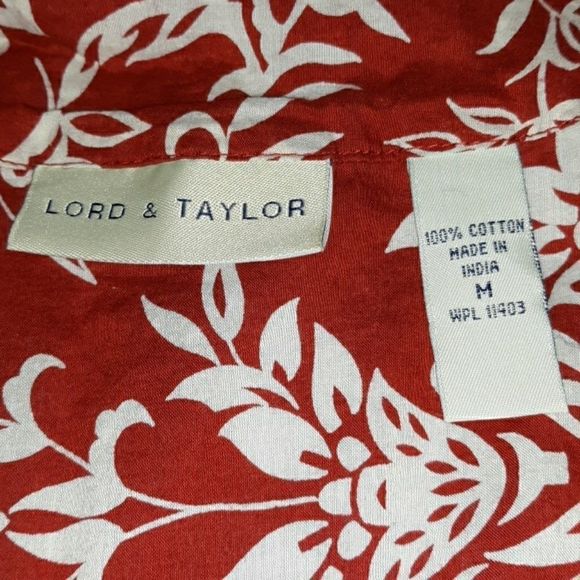 LORD & TAYLOR
100% COTTON
MADE IN
INDIA
M
WPL 11403